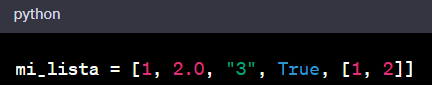 python
mi_lista = [1, 2.0, "3", True, [1, 2]]